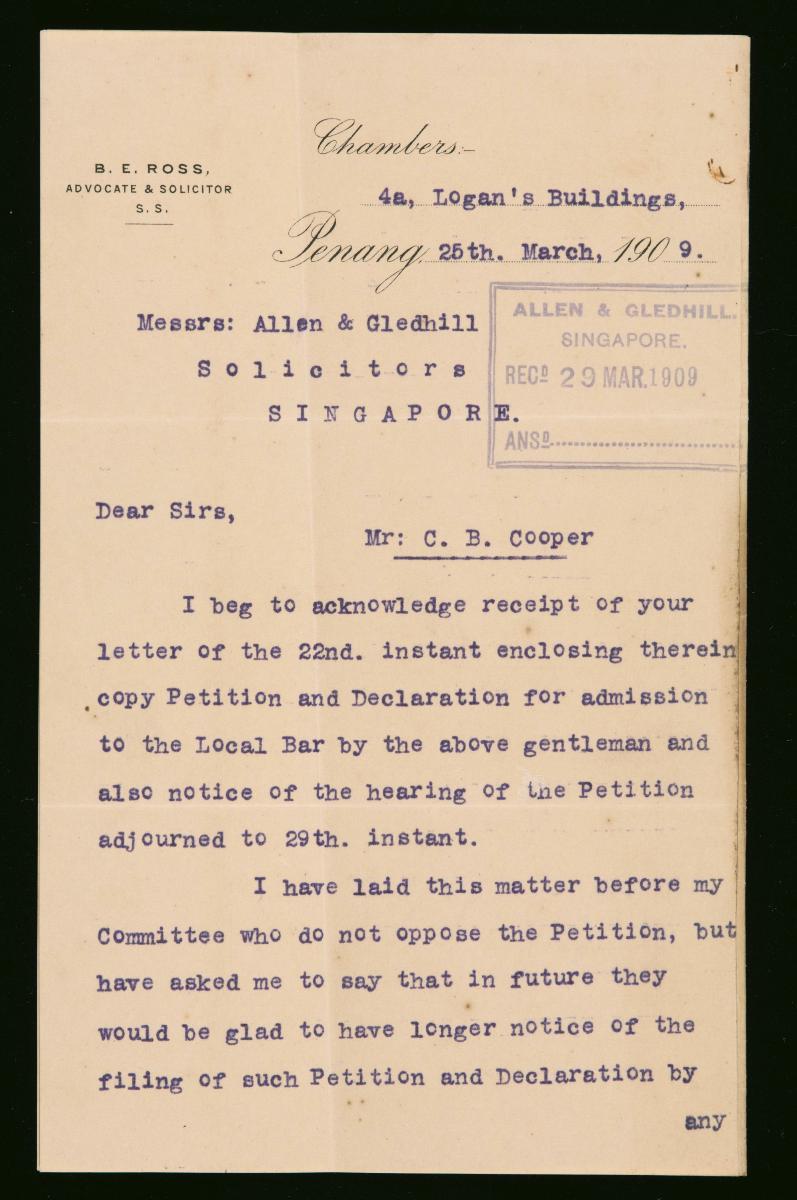 Chambers:-
B. E. ROSS,
ADVOCATE & SOLICITOR
S. S.
4a, Logan's Buildings,
Penang, 25th. March, 1909.
Messrs: Allen & Gledhill
Solicitors
SINGAPORE.
ALLEN & GLEDHILL.
SINGAPORE.
RECD 29 MAR.1909
ANSD
Dear Sirs,
Mr: C. B. Cooper
I beg to acknowledge receipt of your
letter of the 22nd. instant enclosing therein
copy Petition and Declaration for admission
to the Local Bar by the above gentleman and
also notice of the hearing of the Petition
adjourned to 29th. instant.
I have laid this matter before my
Committee who do not oppose the Petition, but
have asked me to say that in future they
would be glad to have longer notice of the
filing of such Petition and Declaration by
any